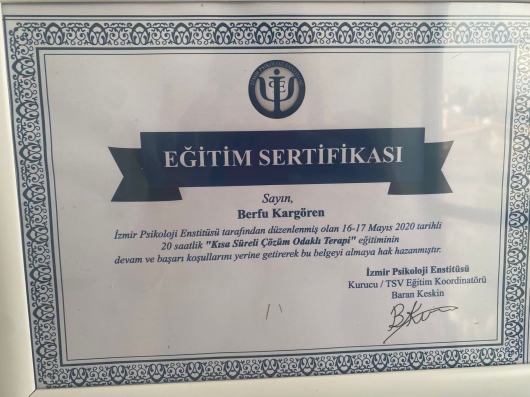 EĞİTİM SERTİFİKASI
Sayın,
Berfu Kargören
İzmir Psikoloji Enstitüsü tarafından düzenlenmiş olan 16-17 Mayıs 2020 tarihli
20 saatlik "Kısa Süreli Çözüm Odaklı Terapi" eğitiminin
devam ve başarı koşullarını yerine getirerek bu belgeyi almaya hak hazanmıştır.
İzmir Psikoloji Enstitüsü
Kurucu / TSV Eğitim Koordinatörü
Baran Keskin